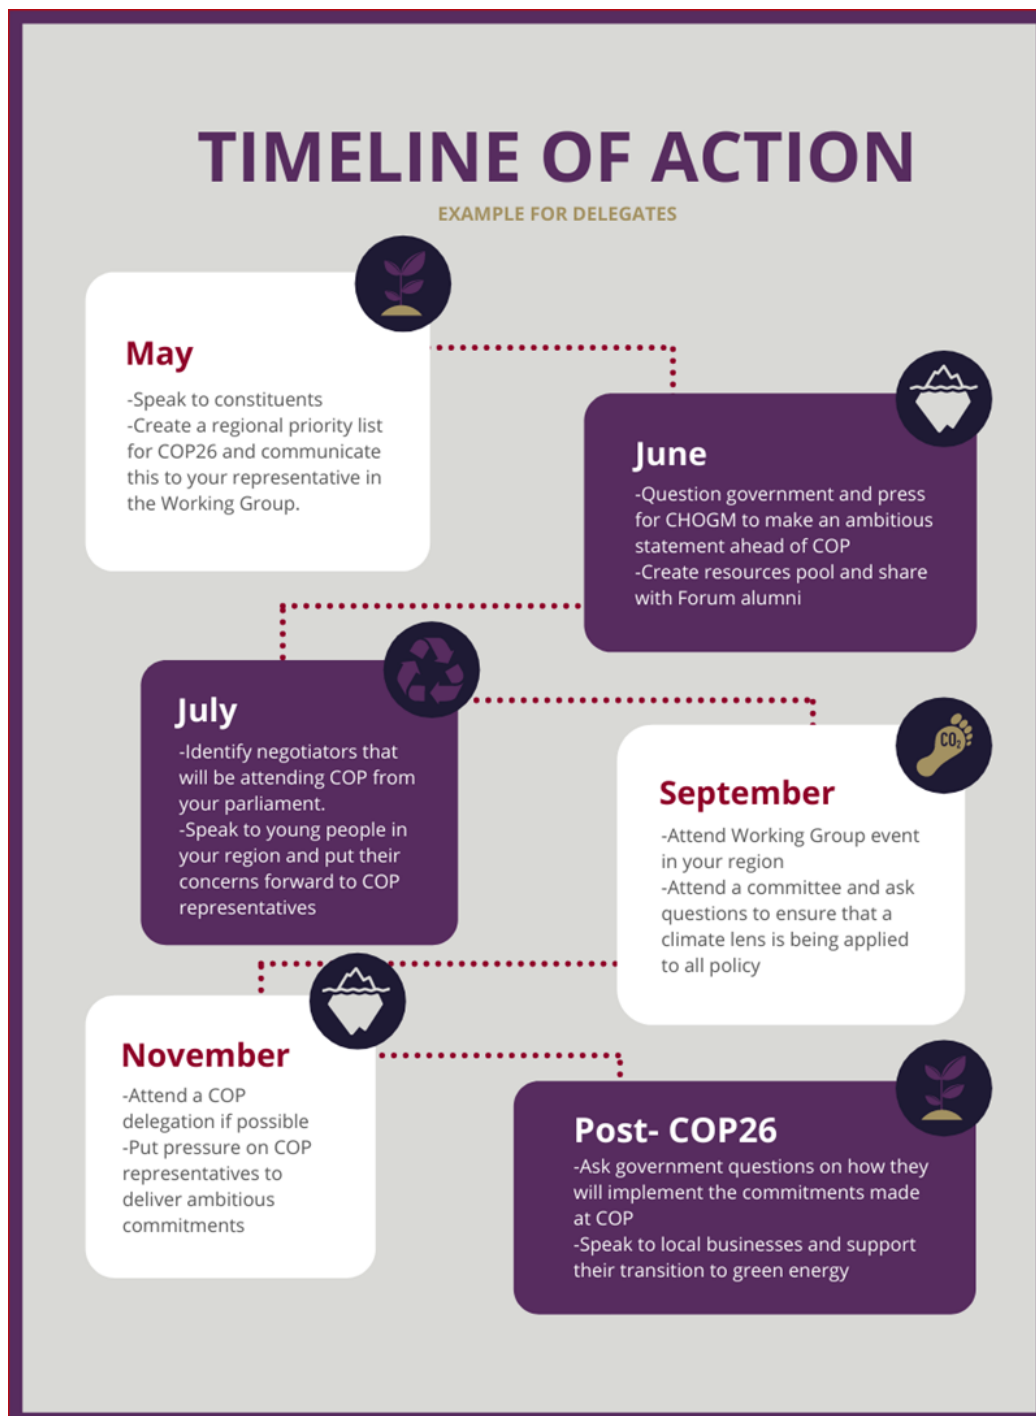 TIMELINE OF ACTION
EXAMPLE FOR DELEGATES
May
-Speak to constituents
-Create a regional priority list
for COP26 and communicate
this to your representative in
the Working Group.
June
-Question government and press
for CHOGM to make an ambitious
statement ahead of COP
-Create resources pool and share
with Forum alumni
July
-Identify negotiators that
will be attending COP from
your parliament.
-Speak to young people in
your region and put their
concerns forward to COP
representatives
CO₂
September
-Attend Working Group event
in your region
-Attend a committee and ask
questions to ensure that a
climate lens is being applied
to all policy
November
-Attend a COP
delegation if possible
-Put pressure on COP
representatives to
deliver ambitious
commitments
Post- COP26
-Ask government questions on how they
will implement the commitments made
at COP
-Speak to local businesses and support
their transition to green energy